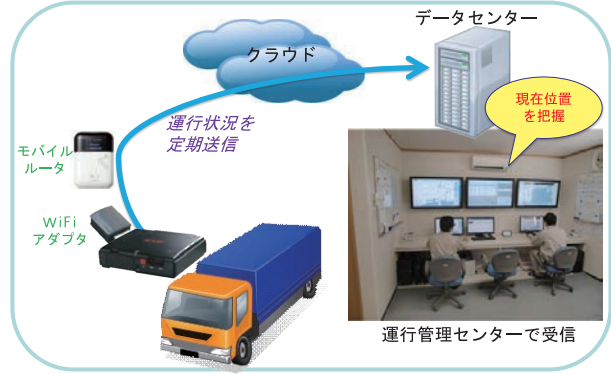 データセンター
クラウド
現在位置
を把握
運行状況を
定期送信
モバイル
ルータ
WiFi
アダプタ
運行管理センターで受信